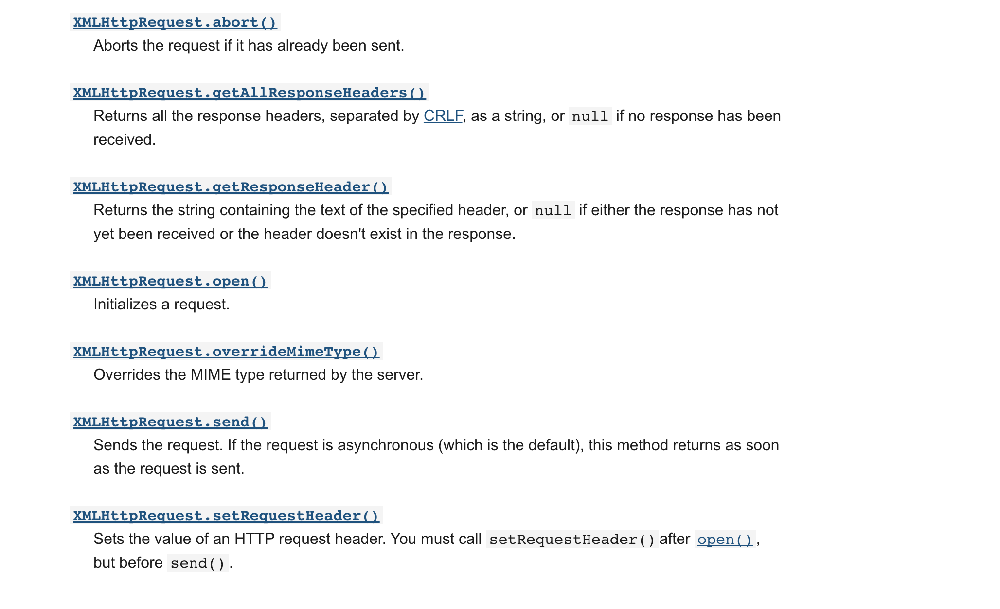 XMLHttpRequest.abort()
Aborts the request if it has already been sent.
XMLHttpRequest.getAllResponseHeaders()
Returns all the response headers, separated by CRLF, as a string, or null if no response has been
received.
XMLHttpRequest.getResponseHeader()
Returns the string containing the text of the specified header, or null if either the response has not
yet been received or the header doesn't exist in the response.
XMLHttpRequest.open()
Initializes a request.
XMLHttpRequest.overrideMimeType()
Overrides the MIME type returned by the server.
XMLHttpRequest.send()
Sends the request. If the request is asynchronous (which is the default), this method returns as soon
as the request is sent.
XMLHttpRequest.setRequestHeader()
Sets the value of an HTTP request header. You must call setRequestHeader()after open(),
but before send().